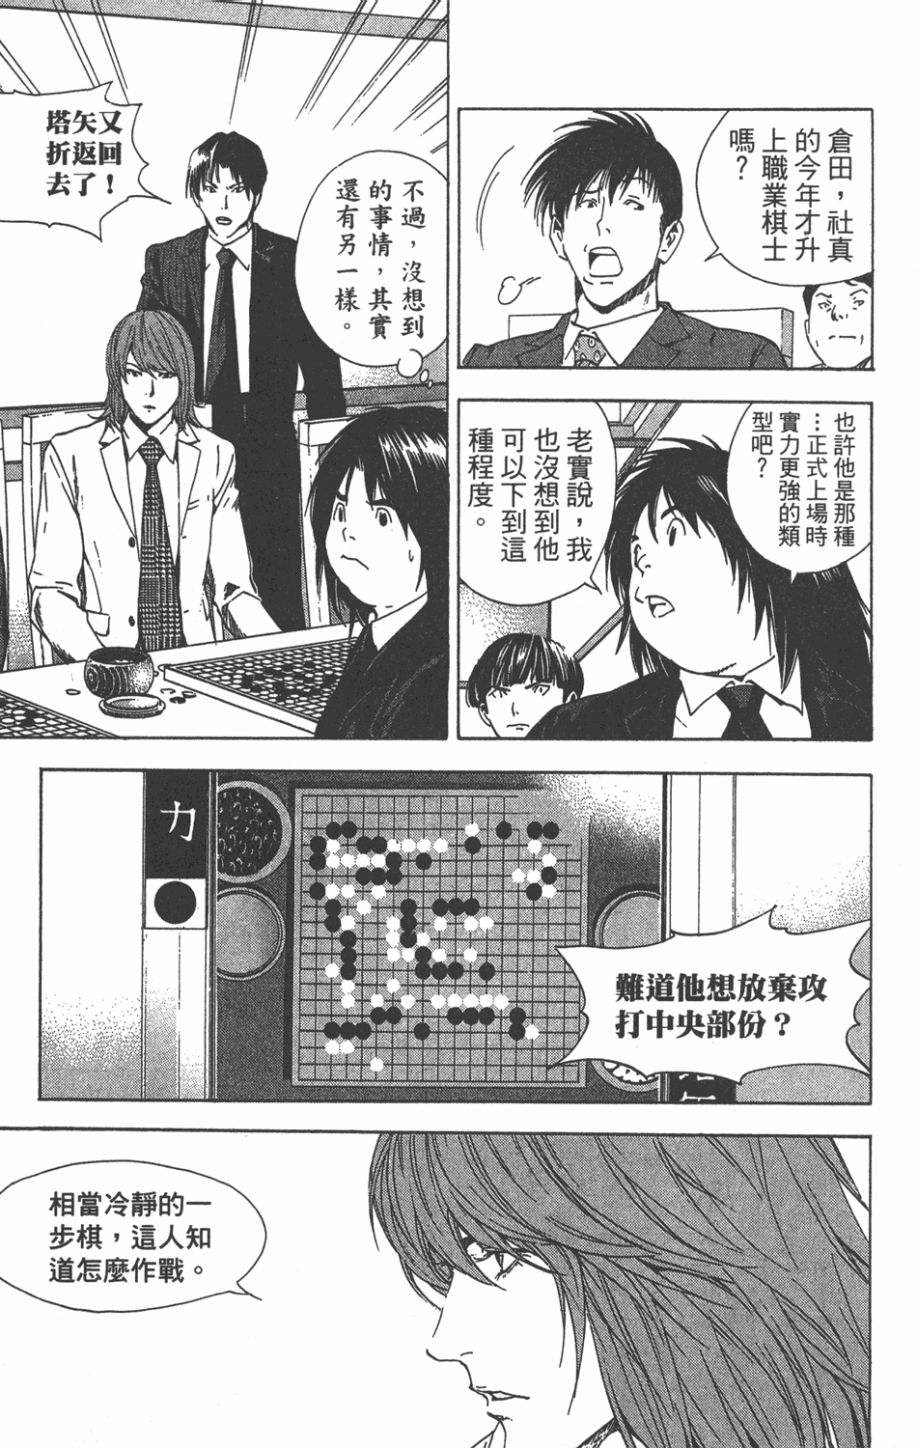 倉田，社真
的今年才升
上職業棋士
嗎？
也許他是那種
…正式上場時
實力更強的類
型吧？
老實說，我
也沒想到他
可以下到這
種程度。
不過，沒想到
的事情，其實
還有另一樣。
塔矢又
折返回
去了！
力
難道他想放棄攻
打中央部份？
相當冷靜的一
步棋，這人知
道怎麼作戰。